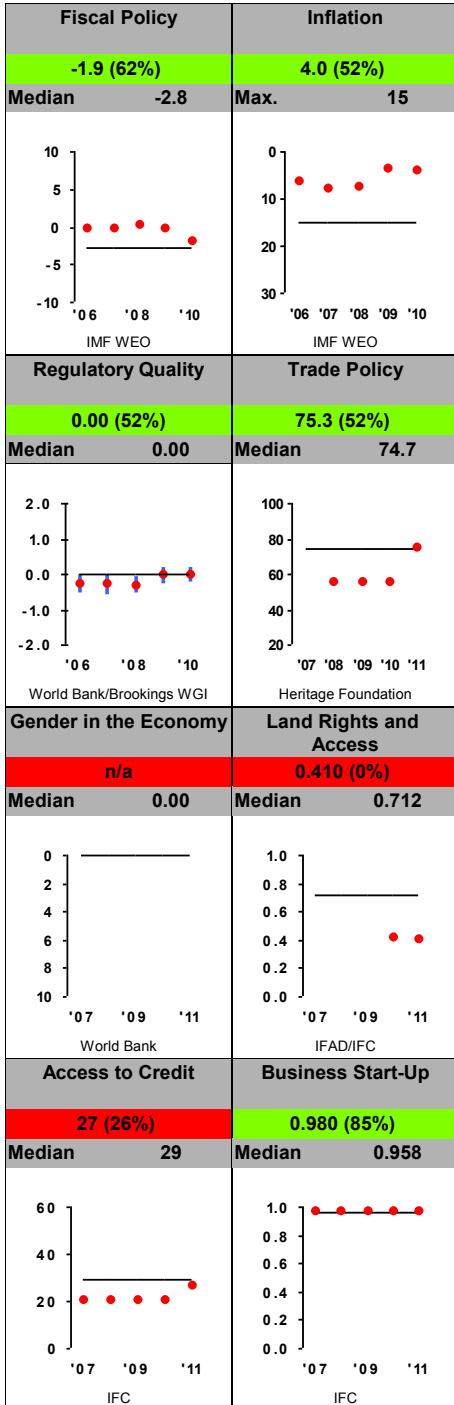 Fiscal Policy
-1.9 (62%)
Median -2.8
10
5
0
-5
-10
'06 '08 '10
IMF WEO
Inflation
4.0 (52%)
Max. 15
0
10
20
30
'06 '07 '08 '09 '10
IMF WEO
Regulatory Quality
0.00 (52%)
Median 0.00
2.0
1.0
0.0
-1.0
-2.0
'06 '08 '10
World Bank/Brookings WGI
Trade Policy
75.3 (52%)
Median 74.7
100
80
60
40
20
'07 '08 '09 '10 '11
Heritage Foundation
Gender in the Economy
n/a
Median 0.00
0
2
4
6
8
10
'07 '09 '11
World Bank
Land Rights and
Access
0.410 (0%)
Median 0.712
1.0
0.8
0.6
0.4
0.2
0.0
'07 '09 '11
IFAD/IFC
Access to Credit
27 (26%)
Median 29
60
40
20
0
'07 '09 '11
IFC
Business Start-Up
0.980 (85%)
Median 0.958
1.0
0.8
0.6
0.4
0.2
0.0
'07 '09 '11
IFC